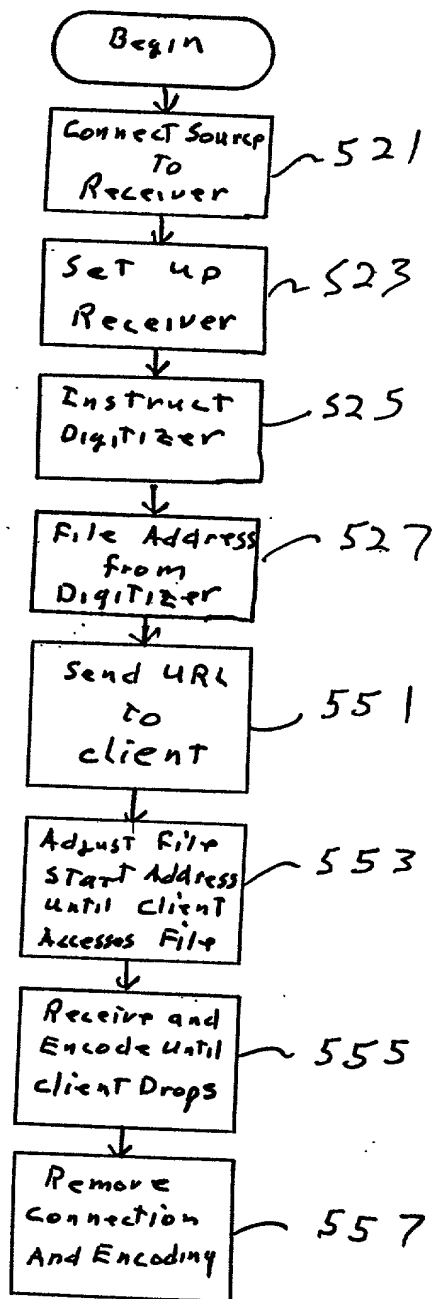 Begin
Connect Source
To
Receiver
521
Set up
Receiver
523
Instruct
Digitizer
525
File Address
from
Digitizer
527
Send URL
to
client
551
Adjust File
Start Address
until client
Accesses File
553
Receive and
Encode until
client Drops
555
Remove
connection
And Encoding
557